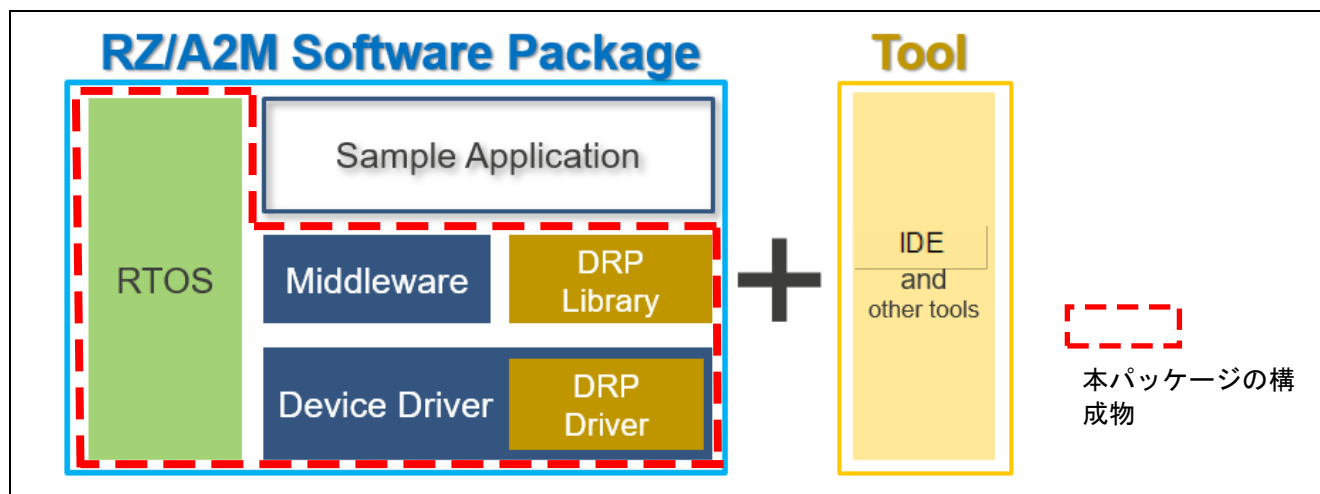 RZ/A2M Software Package
Tool
RTOS
Sample Application
Middleware
DRP
Library
Device Driver
DRP
Driver
+
IDE
and
other tools
本パッケージの構
成物